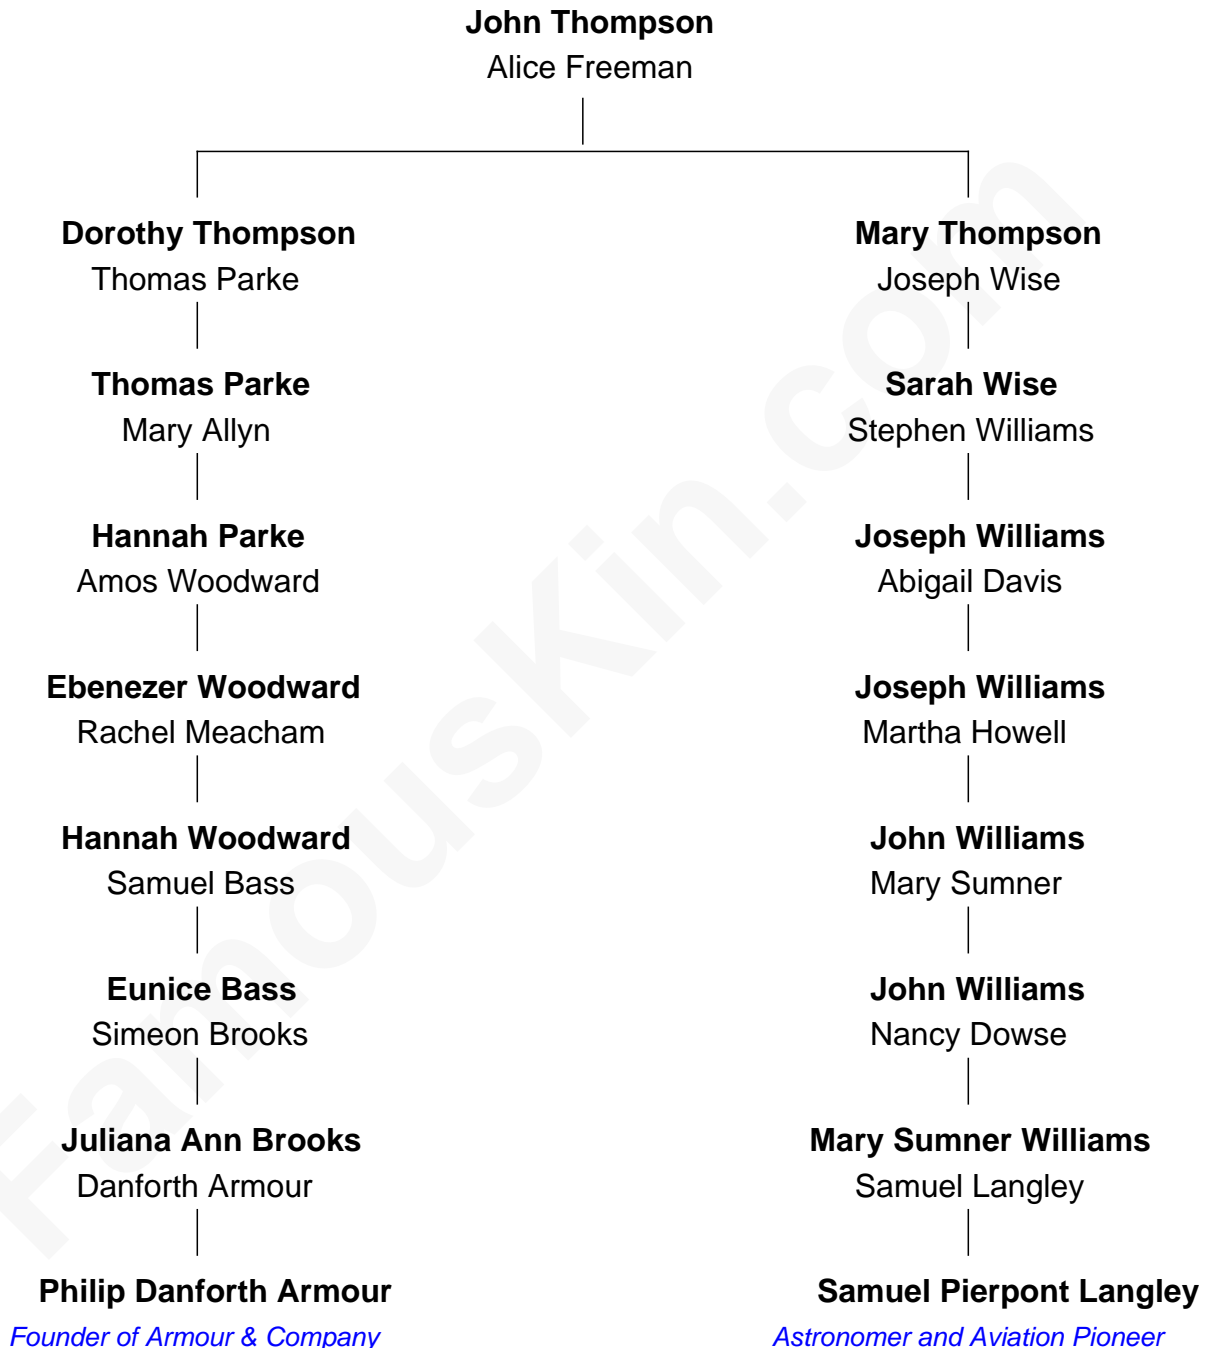 John Thompson
Alice Freeman
Dorothy Thompson
Thomas Parke
Mary Thompson
Joseph Wise
Thomas Parke
Mary Allyn
Sarah Wise
Stephen Williams
Hannah Parke
Amos Woodward
Joseph Williams
Abigail Davis
Ebenezer Woodward
Rachel Meacham
Joseph Williams
Martha Howell
Hannah Woodward
Samuel Bass
John Williams
Mary Sumner
Eunice Bass
Simeon Brooks
John Williams
Nancy Dowse
Juliana Ann Brooks
Danforth Armour
Mary Sumner Williams
Samuel Langley
Philip Danforth Armour
Founder of Armour & Company
Samuel Pierpont Langley
Astronomer and Aviation Pioneer
FamousKin.com